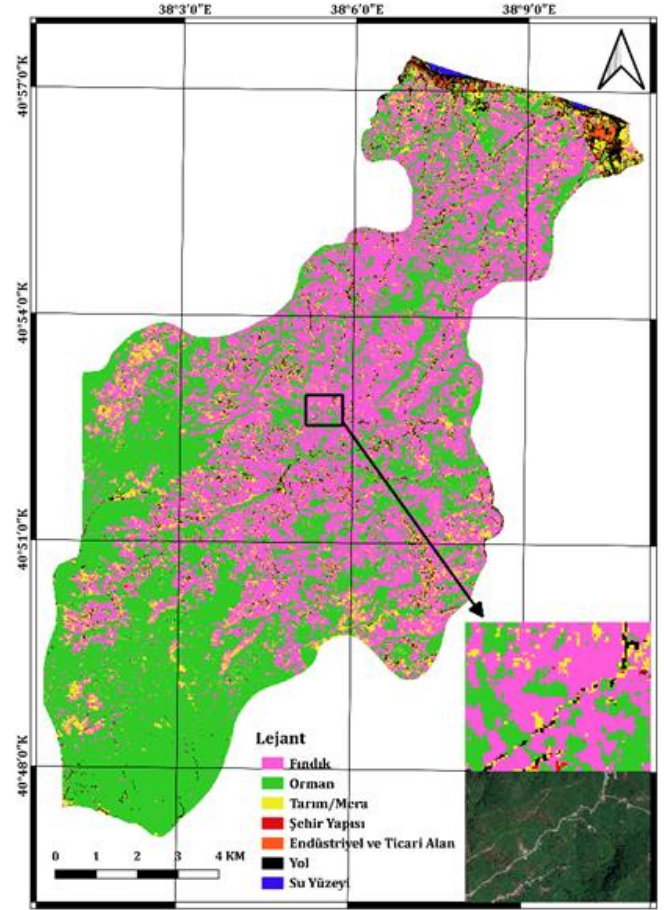 38°3'0"E 38°6'0"E 38°9'0"E
40°57'0"K
40°54'0"K
40°51'0"K
40°48'0"K
Lejant
Fındık
Orman
Tarım/Mera
Şehir Yapısı
Endüstriyel ve Ticari Alan
Yol
Su Yüzeyi
0 1 2 3 4 KM